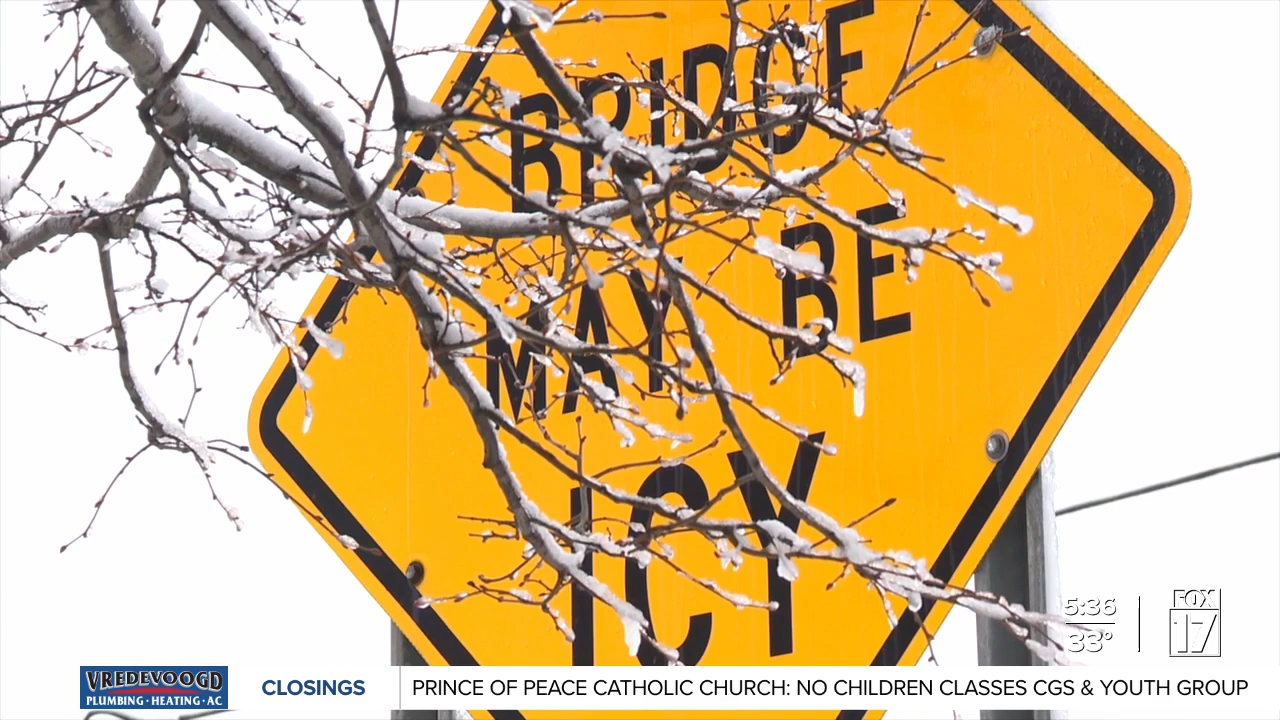 BRIDGE
MAY BE
ICY
5:36
33°
FOX
17
VREDEVOOGD
PLUMBING · HEATING · AC
CLOSINGS
PRINCE OF PEACE CATHOLIC CHURCH: NO CHILDREN CLASSES CGS & YOUTH GROUP